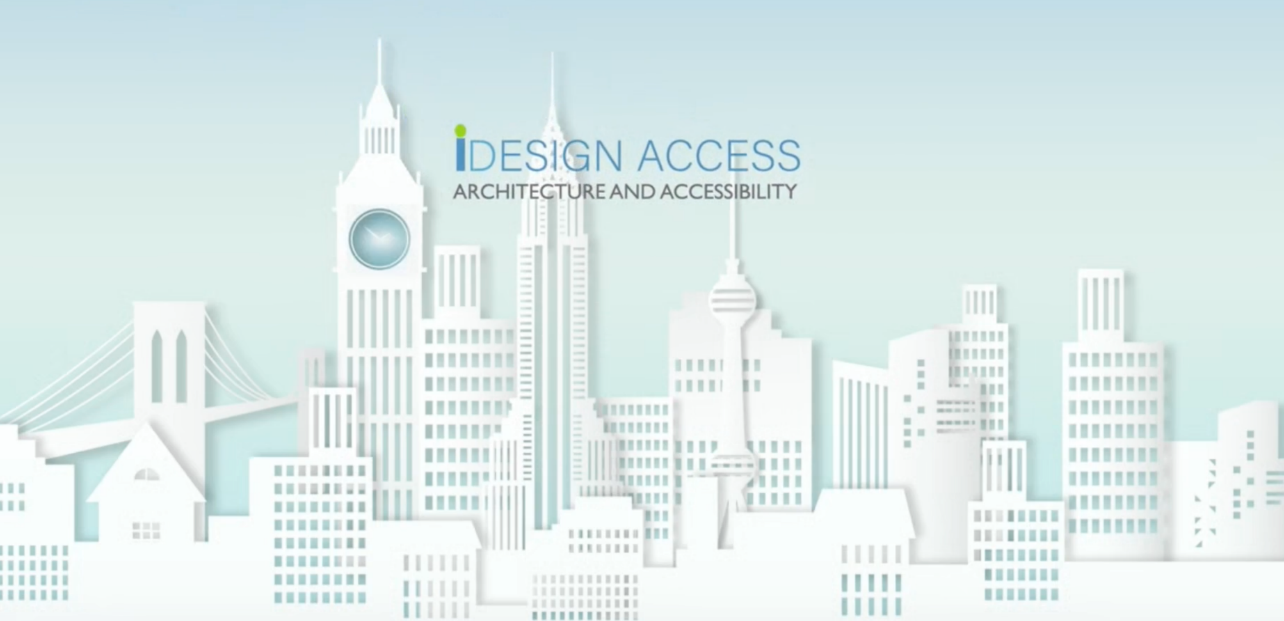 iDESIGN ACCESS
ARCHITECTURE AND ACCESSIBILITY